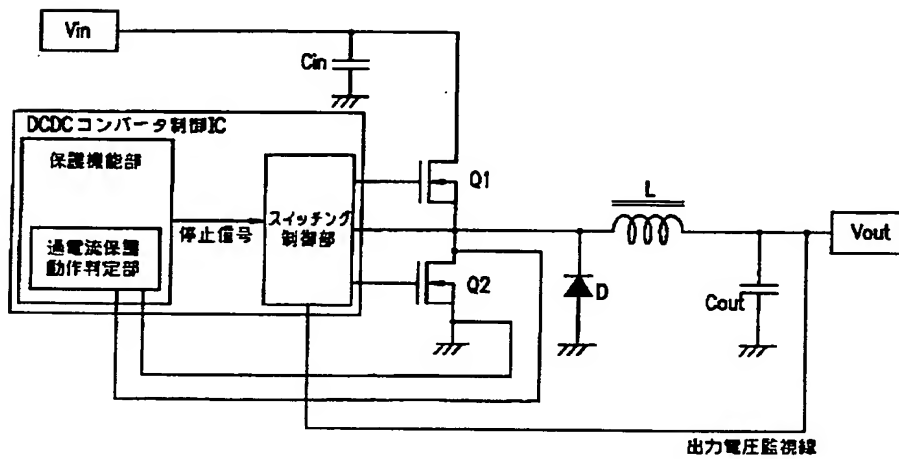 Vin
Cin
DCDCコンバータ制御IC
保護機能部
過電流保護
動作判定部
停止信号
スイッチング
制御部
Q1
Q2
L
D
Cout
Vout
出力電圧監視線